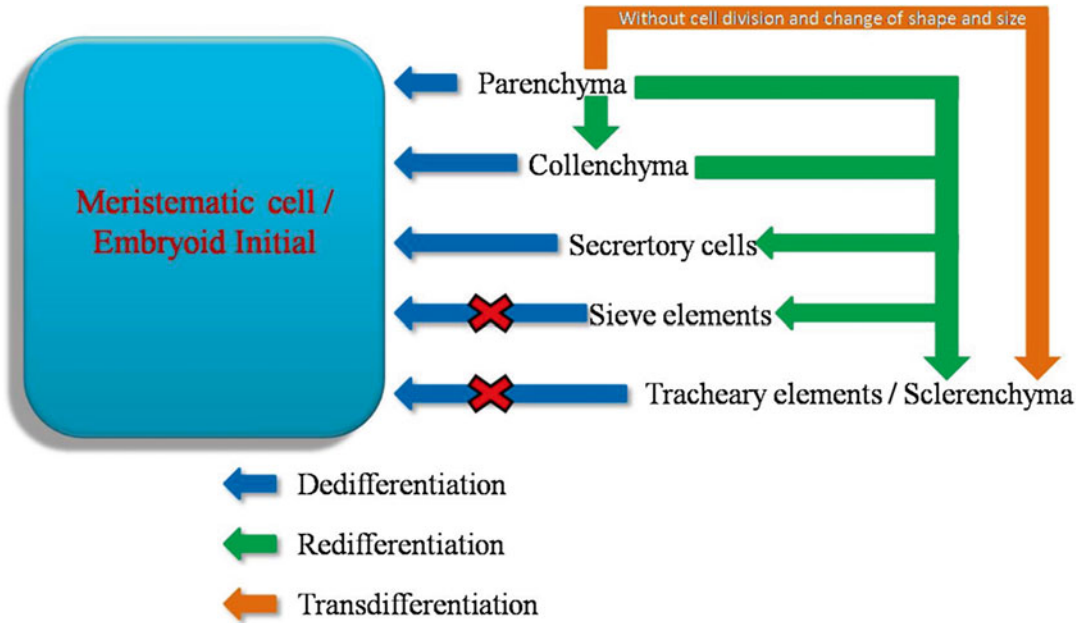 Without cell division and change of shape and size
Parenchyma
Collenchyma
Meristematic cell /
Embryoid Initial
Secrertory cells
Sieve elements
Tracheary elements / Sclerenchyma
Dedifferentiation
Redifferentiation
Transdifferentiation